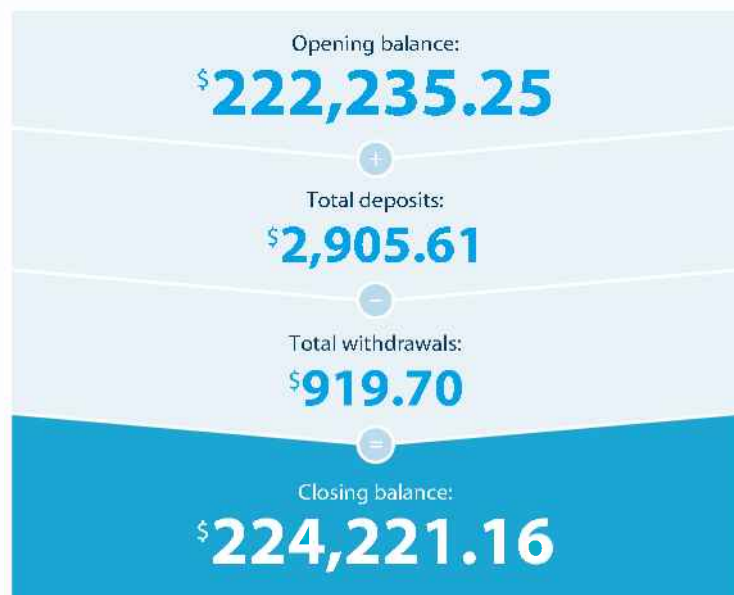 Opening balance:
$222,235.25
+
Total deposits:
$2,905.61
−
Total withdrawals:
$919.70
=
Closing balance:
$224,221.16